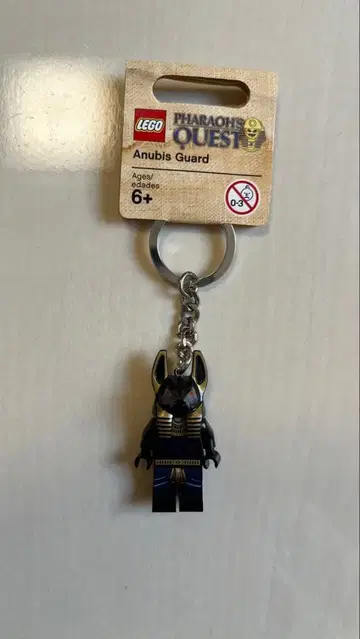 LEGO
PHARAOH'S
QUEST
Anubis Guard
Ages/
edades
6+
0-3